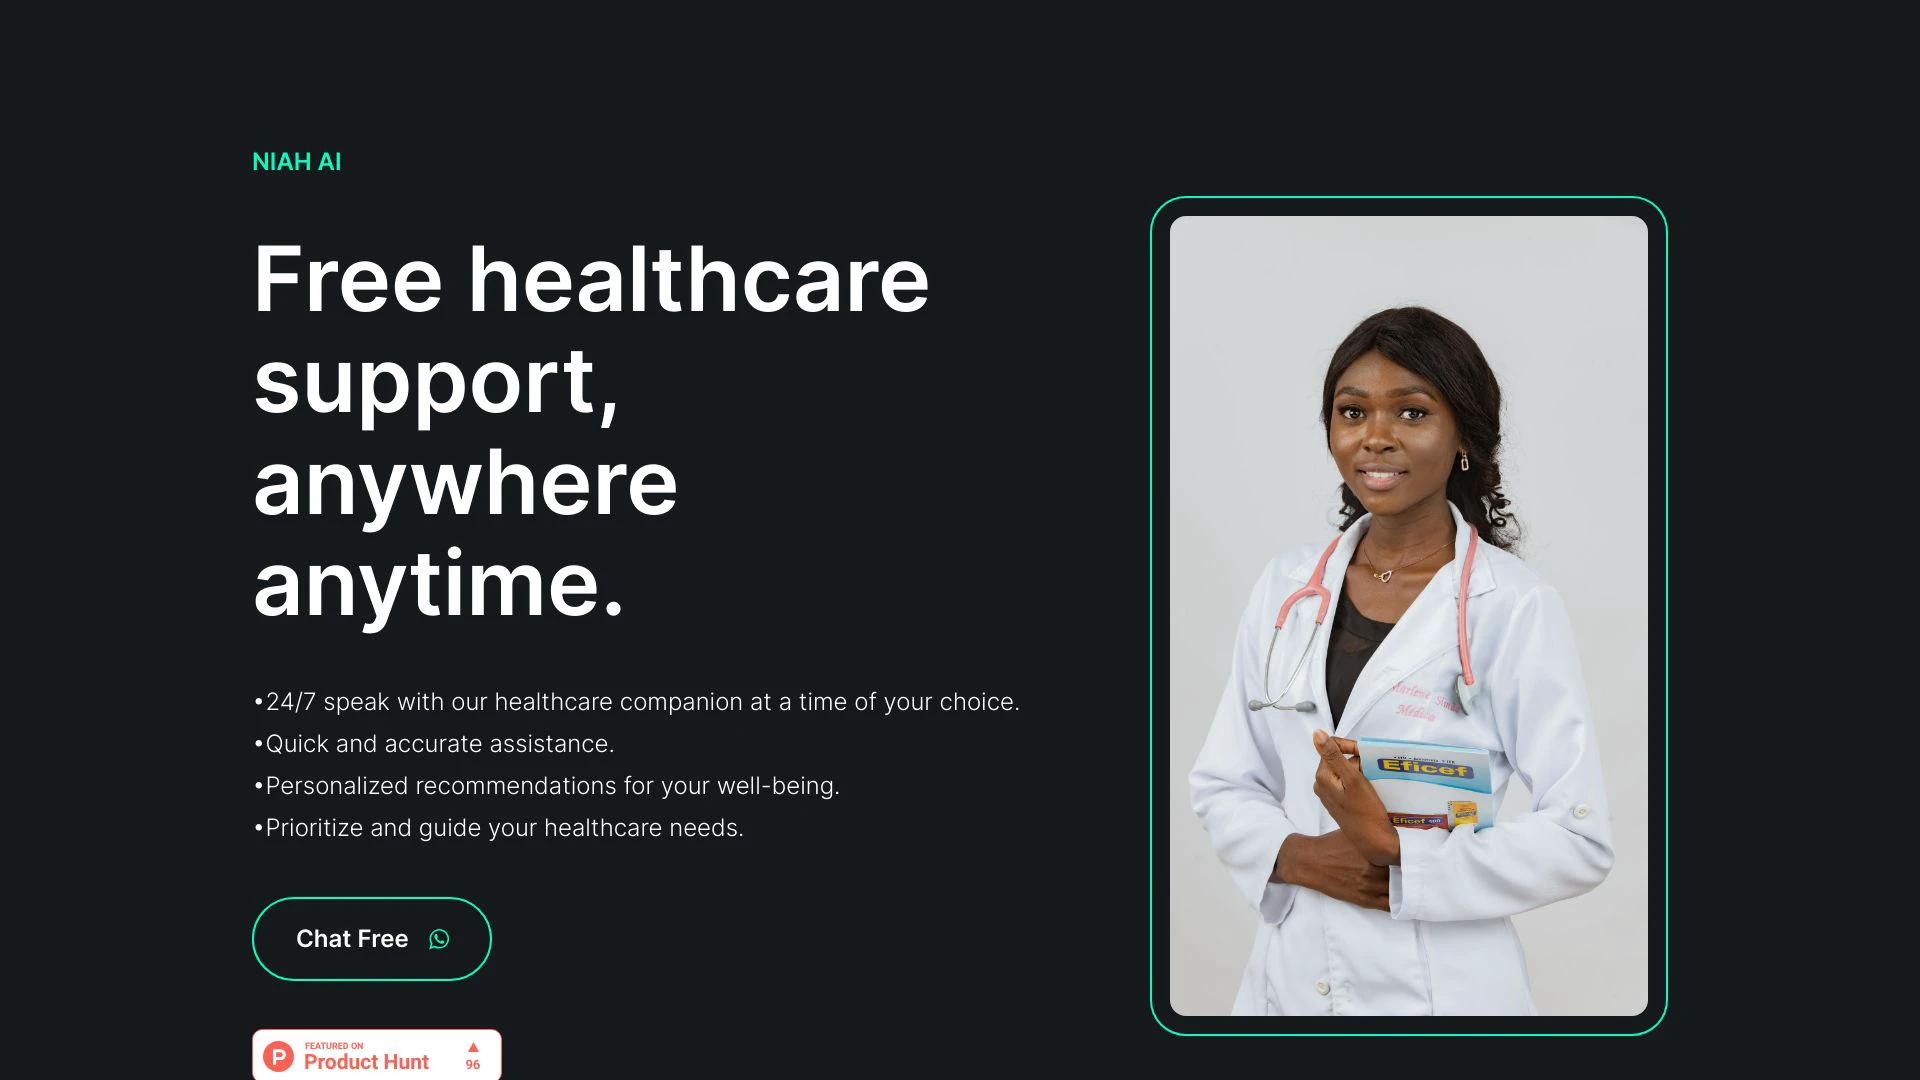 NIAH AI
Free healthcare
support,
anywhere
anytime.
•24/7 speak with our healthcare companion at a time of your choice.
•Quick and accurate assistance.
•Personalized recommendations for your well-being.
•Prioritize and guide your healthcare needs.
Chat Free
FEATURED ON
Product Hunt
96
Marlene
Eficef
Eficef